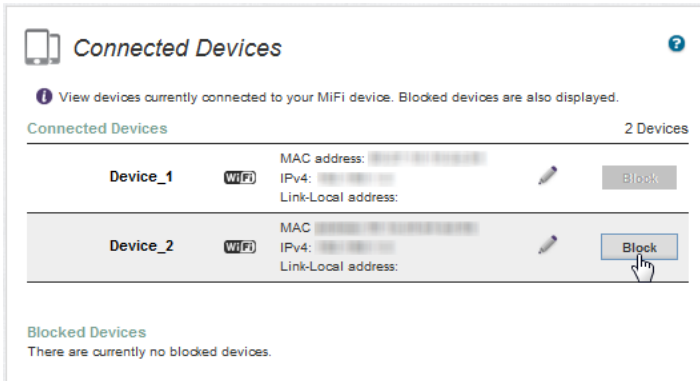 Connected Devices
View devices currently connected to your MiFi device. Blocked devices are also displayed.
Connected Devices 2 Devices
Device_1 WiFi MAC address: Block
IPv4:
Link-Local address:
Device_2 WiFi MAC Block
IPv4:
Link-Local address:
Blocked Devices
There are currently no blocked devices.